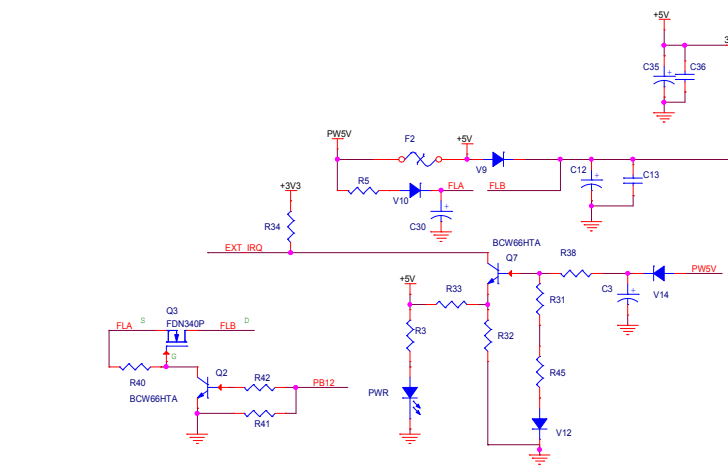 +5V
3
C35
C36
PW5V
F2
+5V
V9
C12
C13
R5
V10
FLA
FLB
C30
+3V3
R34
EXT_IRQ
BCW66HTA
Q7
R38
PW5V
C3
V14
+5V
R33
R31
R3
R32
Q3
FDN340P
FLA
S
FLB
D
G
R40
Q2
BCW66HTA
R42
PB12
R41
PWR
R45
V12